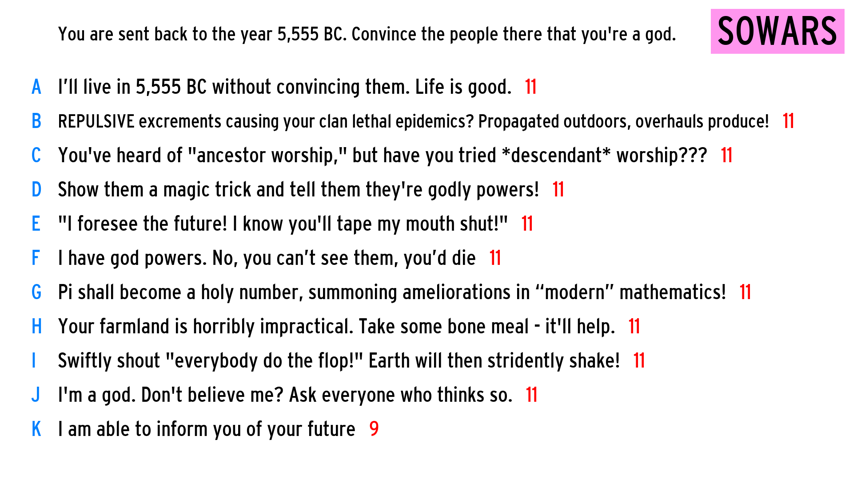 You are sent back to the year 5,555 BC. Convince the people there that you're a god.
SOWARS
A I’ll live in 5,555 BC without convincing them. Life is good. 11
B REPULSIVE excrements causing your clan lethal epidemics? Propagated outdoors, overhauls produce! 11
C You've heard of "ancestor worship," but have you tried *descendant* worship??? 11
D Show them a magic trick and tell them they're godly powers! 11
E "I foresee the future! I know you'll tape my mouth shut!" 11
F I have god powers. No, you can’t see them, you’d die 11
G Pi shall become a holy number, summoning ameliorations in “modern” mathematics! 11
H Your farmland is horribly impractical. Take some bone meal - it'll help. 11
I Swiftly shout "everybody do the flop!" Earth will then stridently shake! 11
J I'm a god. Don't believe me? Ask everyone who thinks so. 11
K I am able to inform you of your future 9